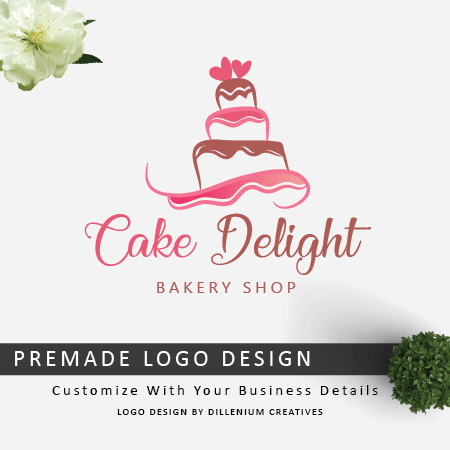 Cake Delight
BAKERY SHOP
PREMADE LOGO DESIGN
Customize With Your Business Details
LOGO DESIGN BY DILLENIUM CREATIVES